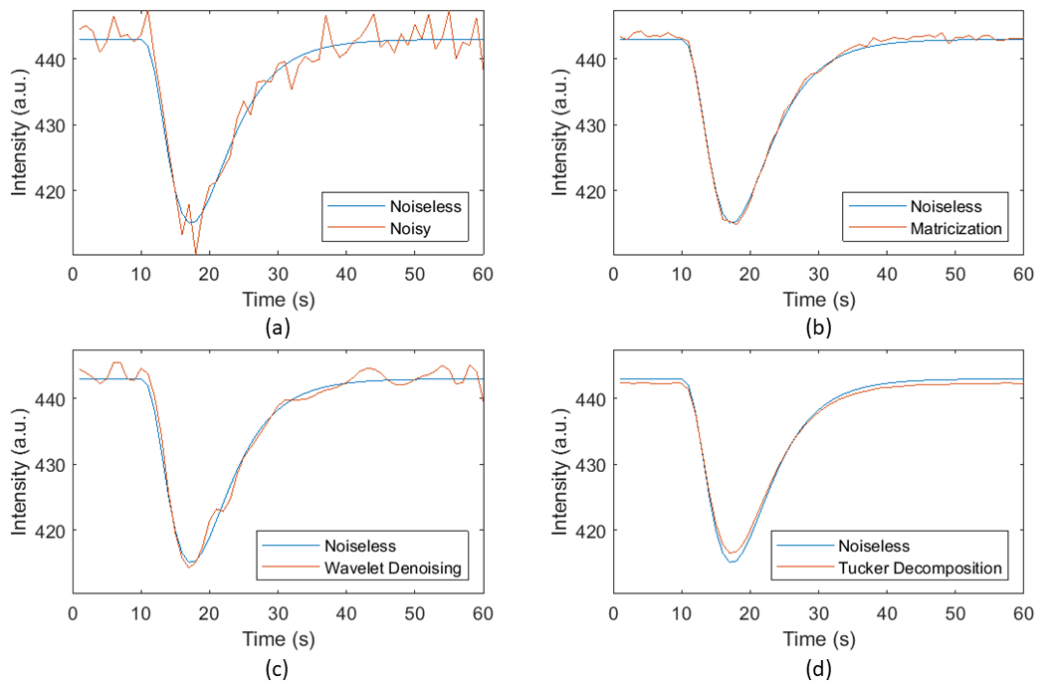 Intensity (a.u.)
440
430
420
0 10 20 30 40 50 60
Time (s)
Noiseless
Noisy
(a)
Intensity (a.u.)
440
430
420
0 10 20 30 40 50 60
Time (s)
Noiseless
Matricization
(b)
Intensity (a.u.)
440
430
420
0 10 20 30 40 50 60
Time (s)
Noiseless
Wavelet Denoising
(c)
Intensity (a.u.)
440
430
420
0 10 20 30 40 50 60
Time (s)
Noiseless
Tucker Decomposition
(d)